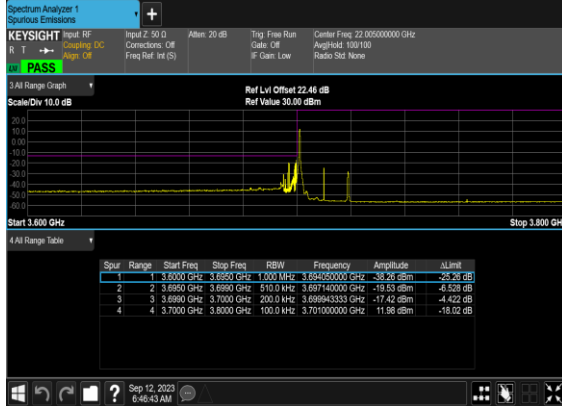 Spectrum Analyzer 1
Spurious Emissions
+
KEYSIGHT
R T
LXI
PASS
Input: RF
Coupling: DC
Align: Off
Input Z: 50 Ω
Corrections: Off
Freq Ref: Int (S)
Atten: 20 dB
Trig: Free Run
Gate: Off
IF Gain: Low
Center Freq: 22.005000000 GHz
Avg|Hold: 100/100
Radio Std: None
3 All Range Graph
Scale/Div 10.0 dB
Ref Lvl Offset 22.46 dB
Ref Value 30.00 dBm
20.0
10.0
0.00
-10.0
-20.0
-30.0
-40.0
-50.0
-60.0
Start 3.600 GHz
Stop 3.800 GH
4 All Range Table
Spur Range Start Freq Stop Freq RBW Frequency Amplitude ΔLimit
1 1 3.6000 GHz 3.6950 GHz 1.000 MHz 3.694050000 GHz -38.26 dBm -25.26 dB
2 2 3.6950 GHz 3.6990 GHz 510.0 kHz 3.697140000 GHz -19.53 dBm -6.528 dB
3 3 3.6990 GHz 3.7000 GHz 200.0 kHz 3.699943333 GHz -17.42 dBm -4.422 dB
4 4 3.7000 GHz 3.8000 GHz 100.0 kHz 3.701000000 GHz 11.98 dBm -18.02 dB
?
Sep 12, 2023
6:46:43 AM